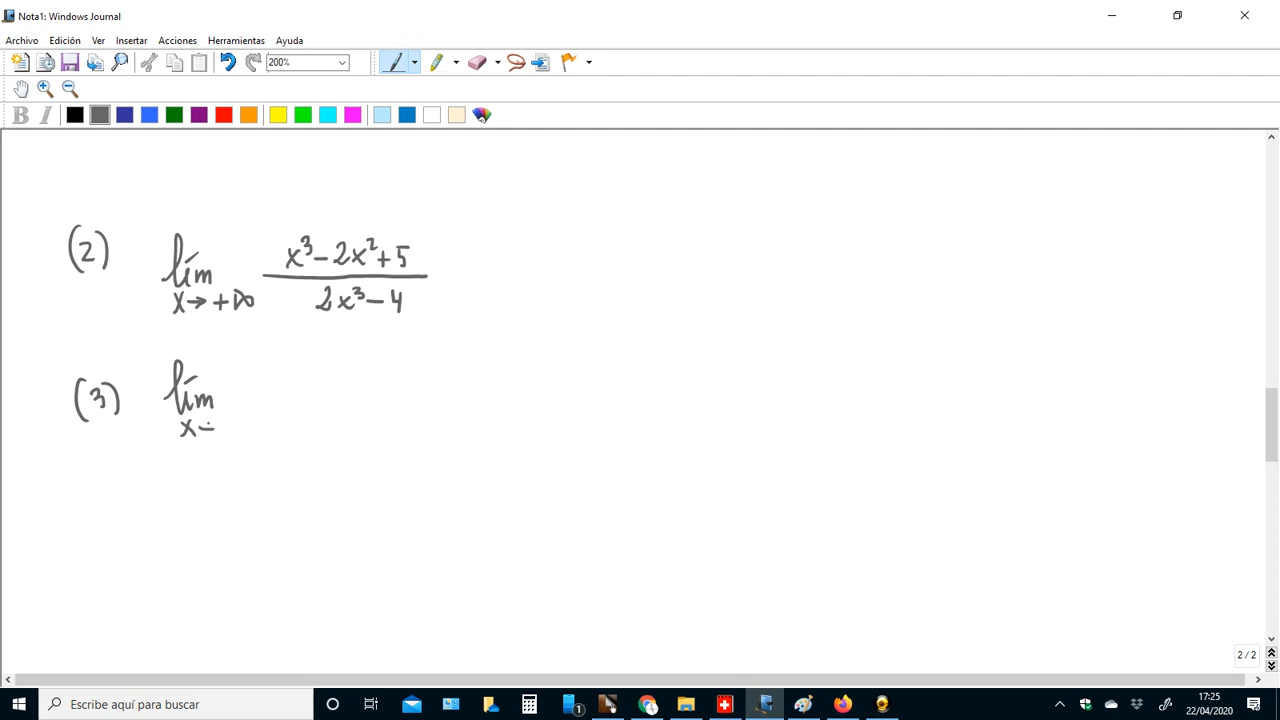 Nota1: Windows Journal
Archivo Edición Ver Insertar Acciones Herramientas Ayuda
200%
B I
(2) lím x→+∞ x³-2x²+5 / 2x³-4
(3) lím x-
2 / 2
Escribe aquí para buscar
1
17:25
22/04/2020